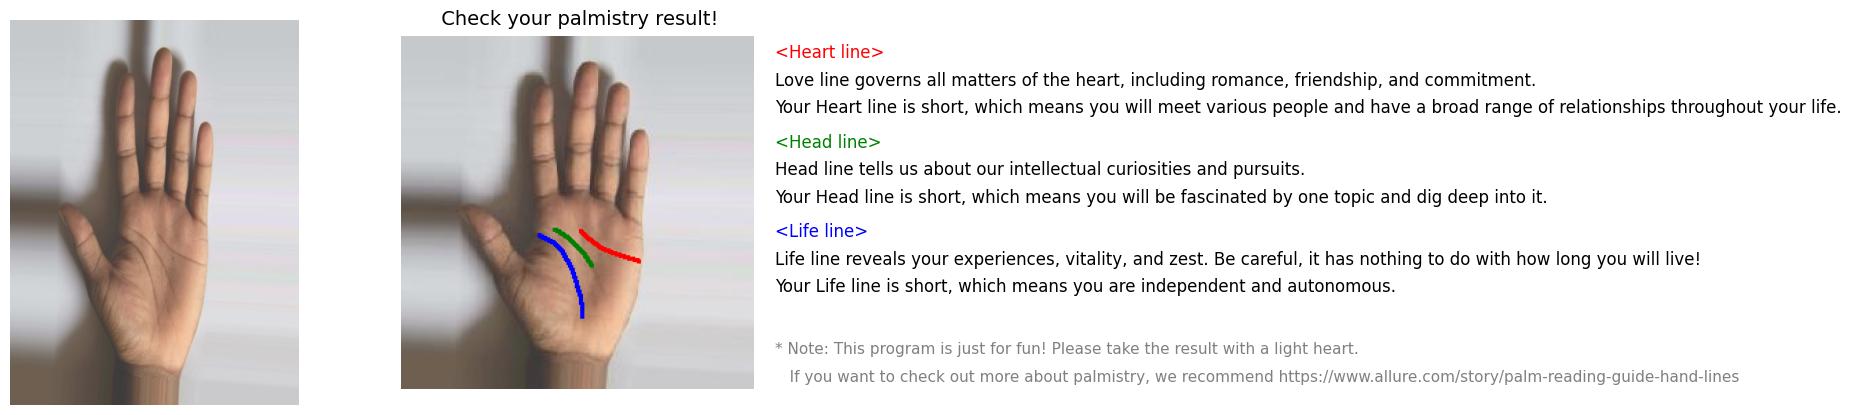 Check your palmistry result!
<Heart line>
Love line governs all matters of the heart, including romance, friendship, and commitment.
Your Heart line is short, which means you will meet various people and have a broad range of relationships throughout your life.
<Head line>
Head line tells us about our intellectual curiosities and pursuits.
Your Head line is short, which means you will be fascinated by one topic and dig deep into it.
<Life line>
Life line reveals your experiences, vitality, and zest. Be careful, it has nothing to do with how long you will live!
Your Life line is short, which means you are independent and autonomous.
* Note: This program is just for fun! Please take the result with a light heart.
If you want to check out more about palmistry, we recommend https://www.allure.com/story/palm-reading-guide-hand-lines